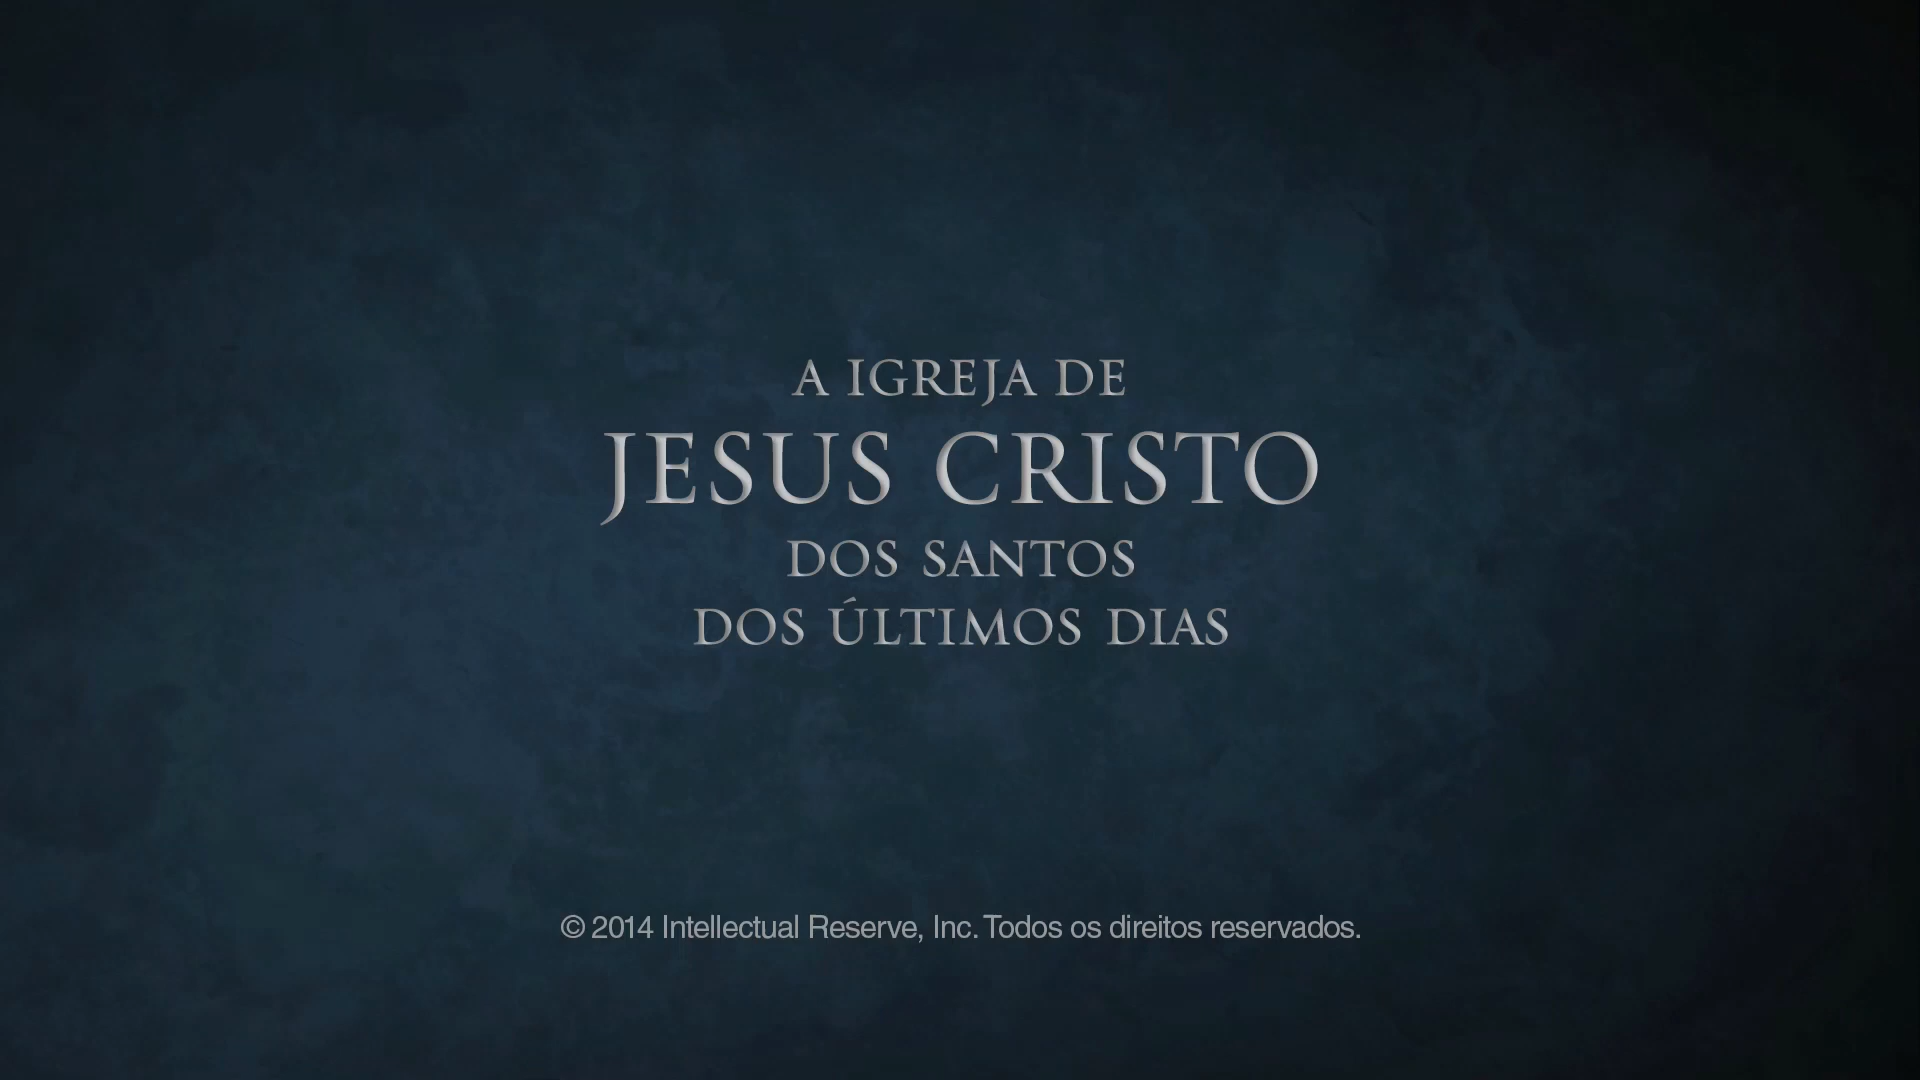 A IGREJA DE
JESUS CRISTO
DOS SANTOS
DOS ÚLTIMOS DIAS
© 2014 Intellectual Reserve, Inc. Todos os direitos reservados.